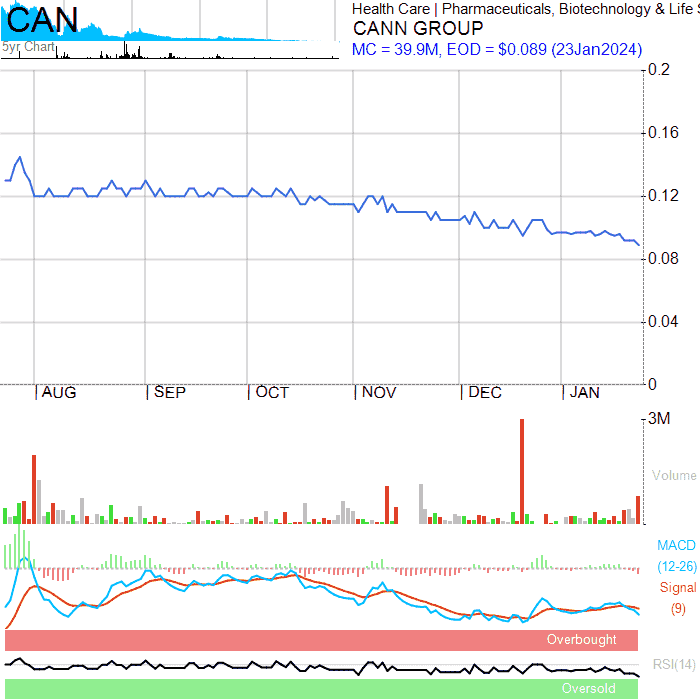 CAN
5yr Chart
Health Care | Pharmaceuticals, Biotechnology & Life S
CANN GROUP
MC = 39.9M, EOD = $0.089 (23Jan2024)
0.2
0.16
0.12
0.08
0.04
0
AUG SEP OCT NOV DEC JAN
3M
Volume
MACD
(12-26)
Signal
(9)
Overbought
RSI(14)
Oversold